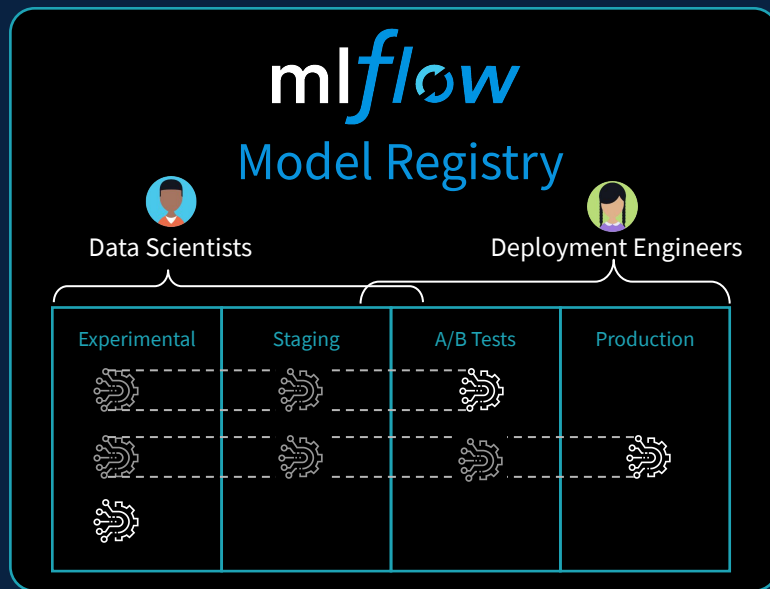 mlflow
Model Registry
Data Scientists
Deployment Engineers
Experimental
Staging
A/B Tests
Production